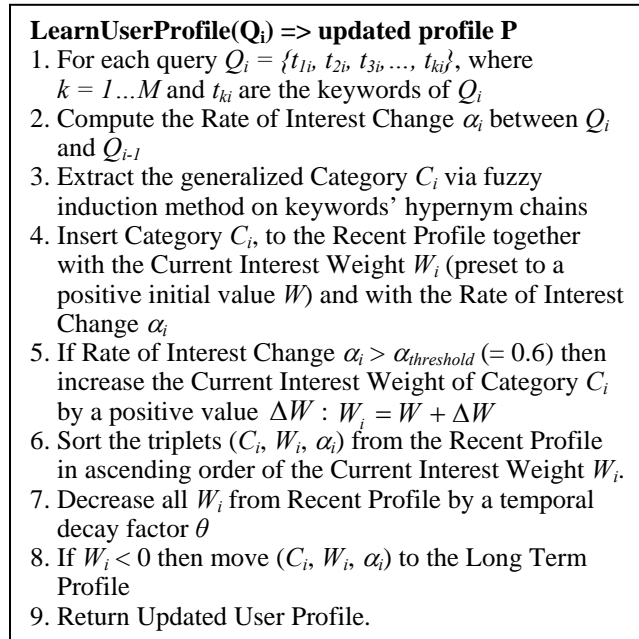 LearnUserProfile(Qᵢ) => updated profile P
1. For each query Qᵢ = {t₁ᵢ, t₂ᵢ, t₃ᵢ,…, tₖᵢ}, where
k = 1…M and tₖᵢ are the keywords of Qᵢ
2. Compute the Rate of Interest Change αᵢ between Qᵢ
and Qᵢ₋₁
3. Extract the generalized Category Cᵢ via fuzzy
induction method on keywords’ hypernym chains
4. Insert Category Cᵢ, to the Recent Profile together
with the Current Interest Weight Wᵢ (preset to a
positive initial value W) and with the Rate of Interest
Change αᵢ
5. If Rate of Interest Change αᵢ > α_threshold (= 0.6) then
increase the Current Interest Weight of Category Cᵢ
by a positive value ΔW : Wᵢ = W + ΔW
6. Sort the triplets (Cᵢ, Wᵢ, αᵢ) from the Recent Profile
in ascending order of the Current Interest Weight Wᵢ.
7. Decrease all Wᵢ from Recent Profile by a temporal
decay factor θ
8. If Wᵢ < 0 then move (Cᵢ, Wᵢ, αᵢ) to the Long Term
Profile
9. Return Updated User Profile.